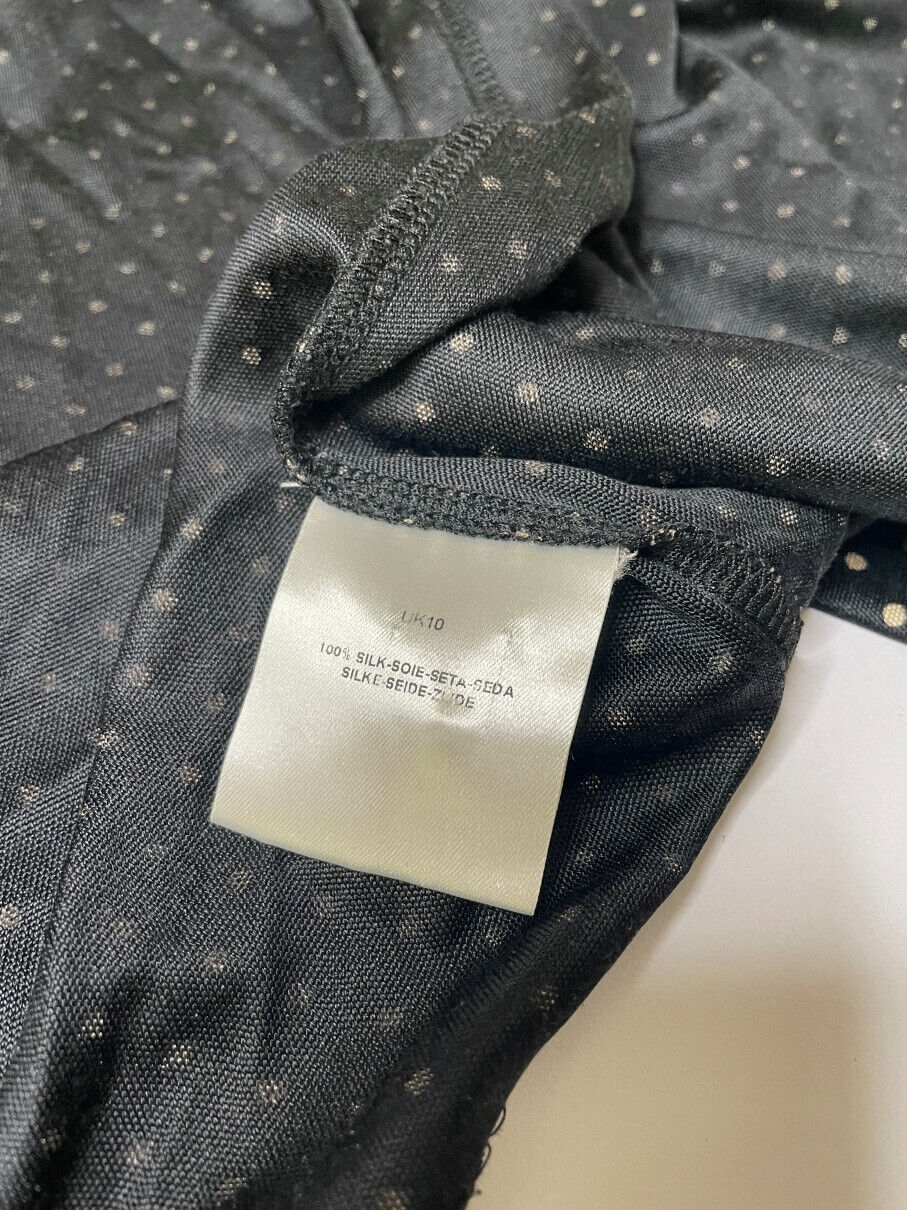 UK10
100% SILK-SOIE-SETA-SEDA
SILKE-SEIDE-ZIJDE